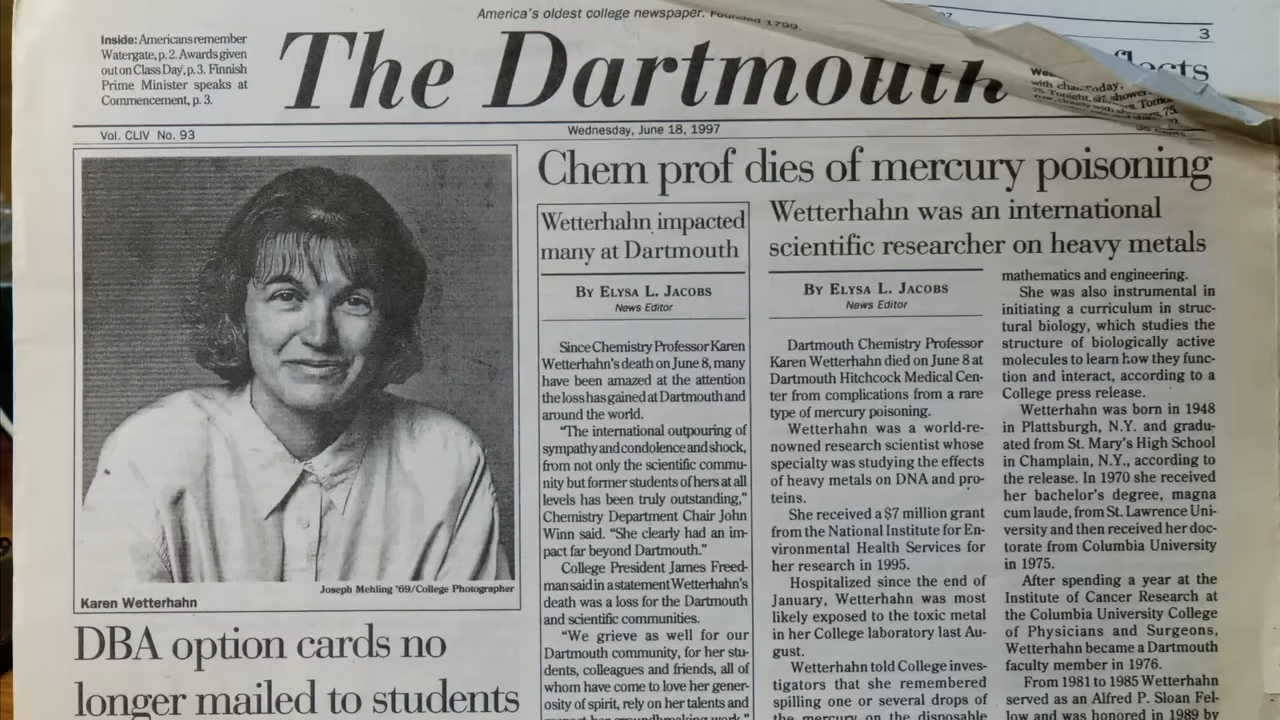 America's oldest college newspaper. Founded 1799.
3
Inside: Americans remember
Watergate, p. 2. Awards given
out on Class Day, p. 3. Finnish
Prime Minister speaks at
Commencement, p. 3.
The Dartmouth
Vol. CLIV No. 93
Wednesday, June 18, 1997
Karen Wetterhahn
Joseph Mehling '69/College Photographer
DBA option cards no
longer mailed to students
Chem prof dies of mercury poisoning
Wetterhahn impacted
many at Dartmouth
By Elysa L. Jacobs
News Editor
Since Chemistry Professor Karen
Wetterhahn's death on June 8, many
have been amazed at the attention
the loss has gained at Dartmouth and
around the world.
"The international outpouring of
sympathy and condolence and shock,
from not only the scientific commu-
nity but former students of hers at all
levels has been truly outstanding,"
Chemistry Department Chair John
Winn said. "She clearly had an im-
pact far beyond Dartmouth."
College President James Freed-
man said in a statement Wetterhahn's
death was a loss for the Dartmouth
and scientific communities.
"We grieve as well for our
Dartmouth community, for her stu-
dents, colleagues and friends, all of
whom have come to love her gener-
osity of spirit, rely on her talents and
Wetterhahn was an international
scientific researcher on heavy metals
By Elysa L. Jacobs
News Editor
Dartmouth Chemistry Professor
Karen Wetterhahn died on June 8 at
Dartmouth Hitchcock Medical Cen-
ter from complications from a rare
type of mercury poisoning.
Wetterhahn was a world-re-
nowned research scientist whose
specialty was studying the effects
of heavy metals on DNA and pro-
teins.
She received a $7 million grant
from the National Institute for En-
vironmental Health Services for
her research in 1995.
Hospitalized since the end of
January, Wetterhahn was most
likely exposed to the toxic metal
in her College laboratory last Au-
gust.
Wetterhahn told College inves-
tigators that she remembered
spilling one or several drops of
the mercury on the disposable
mathematics and engineering.
She was also instrumental in
initiating a curriculum in struc-
tural biology, which studies the
structure of biologically active
molecules to learn how they func-
tion and interact, according to a
College press release.
Wetterhahn was born in 1948
in Plattsburgh, N.Y. and gradu-
ated from St. Mary's High School
in Champlain, N.Y., according to
the release. In 1970 she received
her bachelor's degree, magna
cum laude, from St. Lawrence Uni-
versity and then received her doc-
torate from Columbia University
in 1975.
After spending a year at the
Institute of Cancer Research at
the Columbia University College
of Physicians and Surgeons,
Wetterhahn became a Dartmouth
faculty member in 1976.
From 1981 to 1985 Wetterhahn
served as an Alfred P. Sloan Fel-
low and was honored in 1989 by